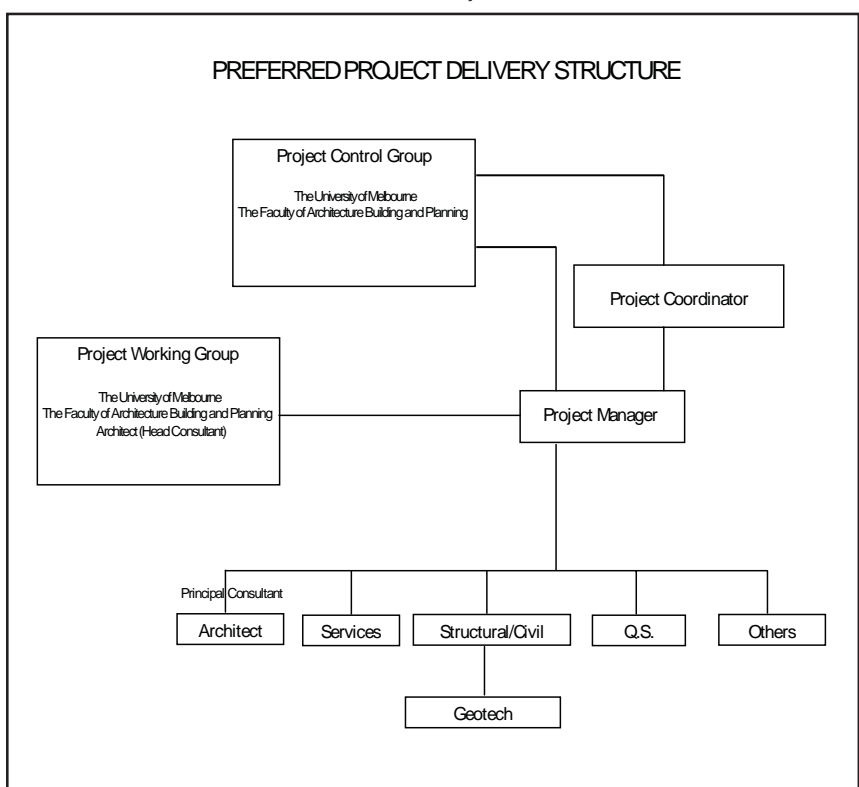 PREFERRED PROJECT DELIVERY STRUCTURE
Project Control Group
The University of Melbourne
The Faculty of Architecture Building and Planning
Project Coordinator
Project Working Group
The University of Melbourne
The Faculty of Architecture Building and Planning
Architect (Head Consultant)
Project Manager
Principal Consultant
Architect
Services
Structural/Civil
Q.S.
Others
Geotech